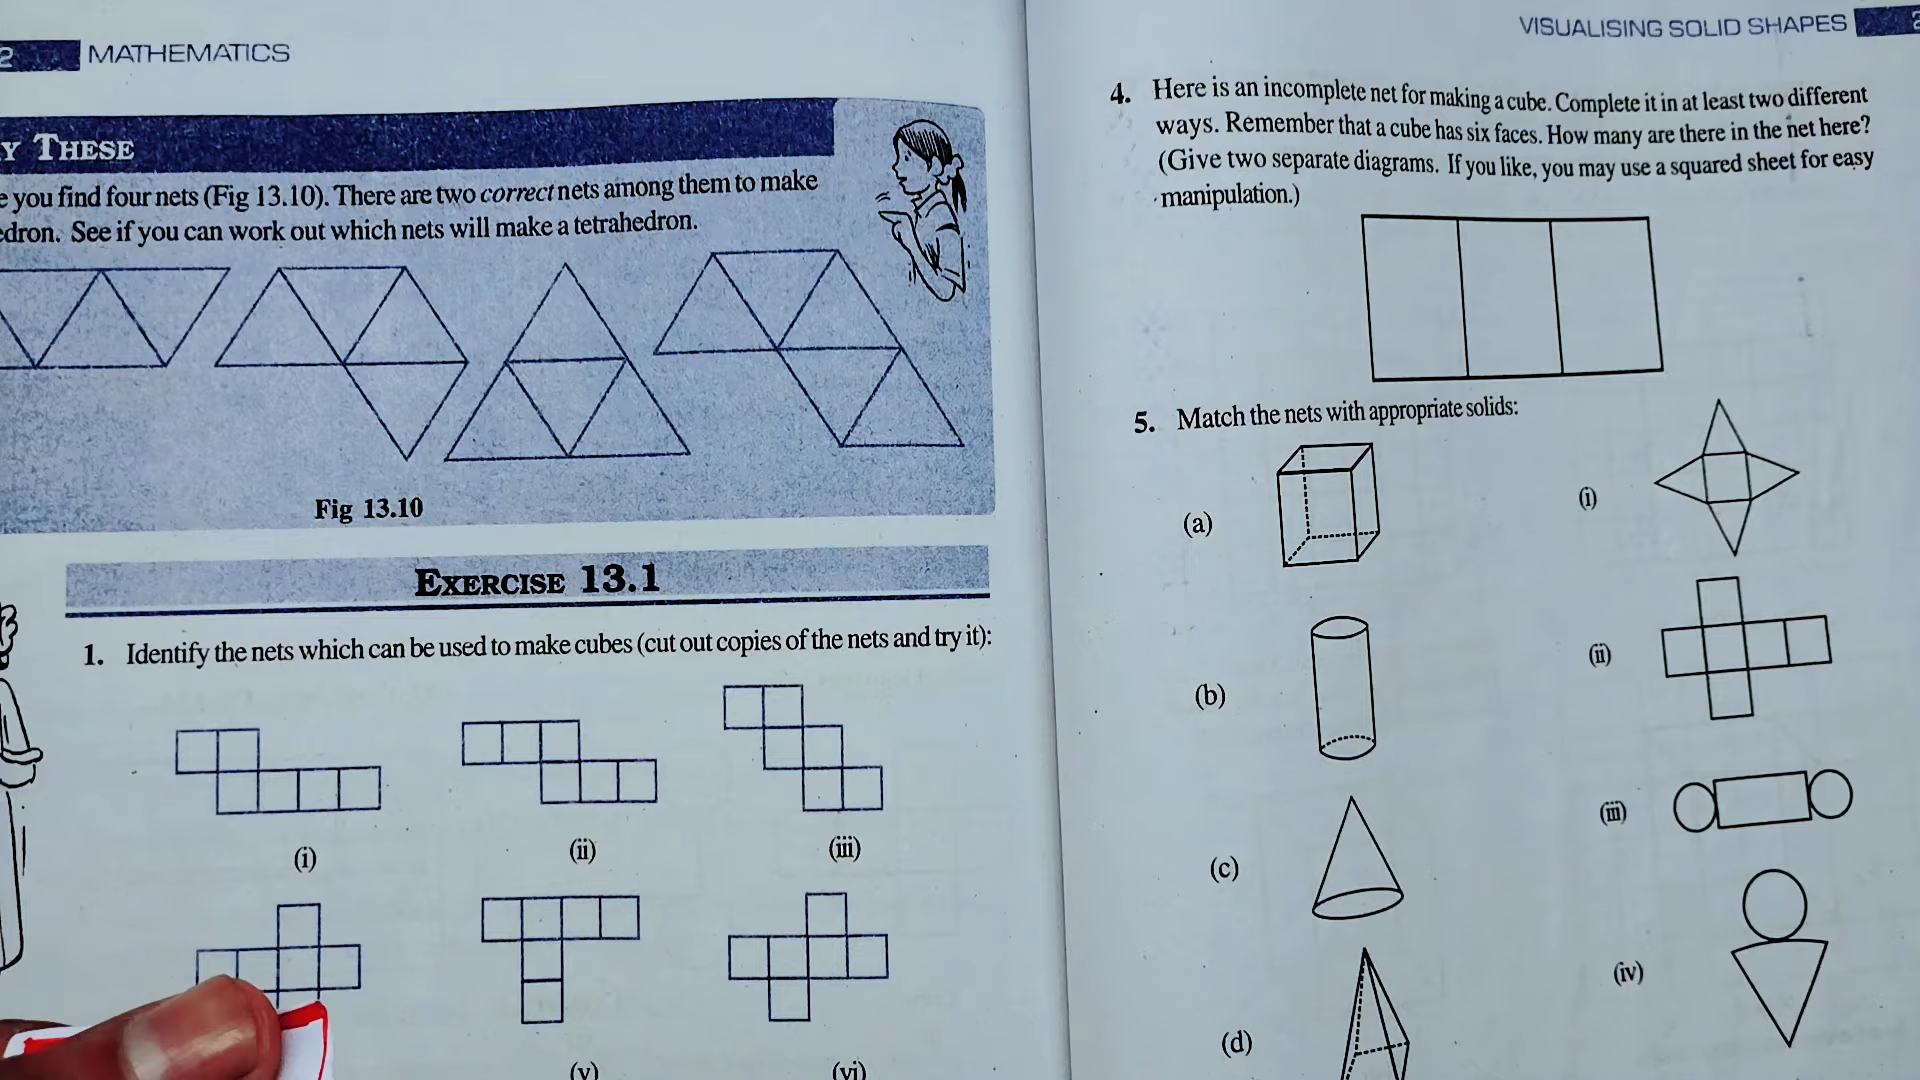 2 MATHEMATICS
Y THESE
you find four nets (Fig 13.10). There are two correct nets among them to make
edron. See if you can work out which nets will make a tetrahedron.
Fig 13.10
EXERCISE 13.1
1. Identify the nets which can be used to make cubes (cut out copies of the nets and try it):
(i) (ii) (iii)
(v) (vi)
VISUALISING SOLID SHAPES
4. Here is an incomplete net for making a cube. Complete it in at least two different
ways. Remember that a cube has six faces. How many are there in the net here?
(Give two separate diagrams. If you like, you may use a squared sheet for easy
manipulation.)
5. Match the nets with appropriate solids:
(a) (i)
(b) (ii)
(c) (iii)
(d) (iv)